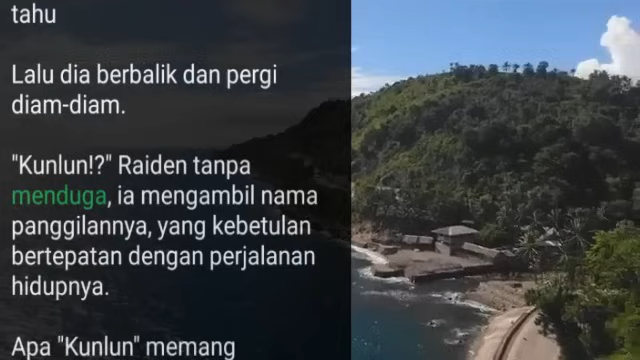 tahu
Lalu dia berbalik dan pergi
diam-diam.
"Kunlun!?" Raiden tanpa
menduga, ia mengambil nama
panggilannya, yang kebetulan
bertepatan dengan perjalanan
hidupnya.
Apa "Kunlun" memang